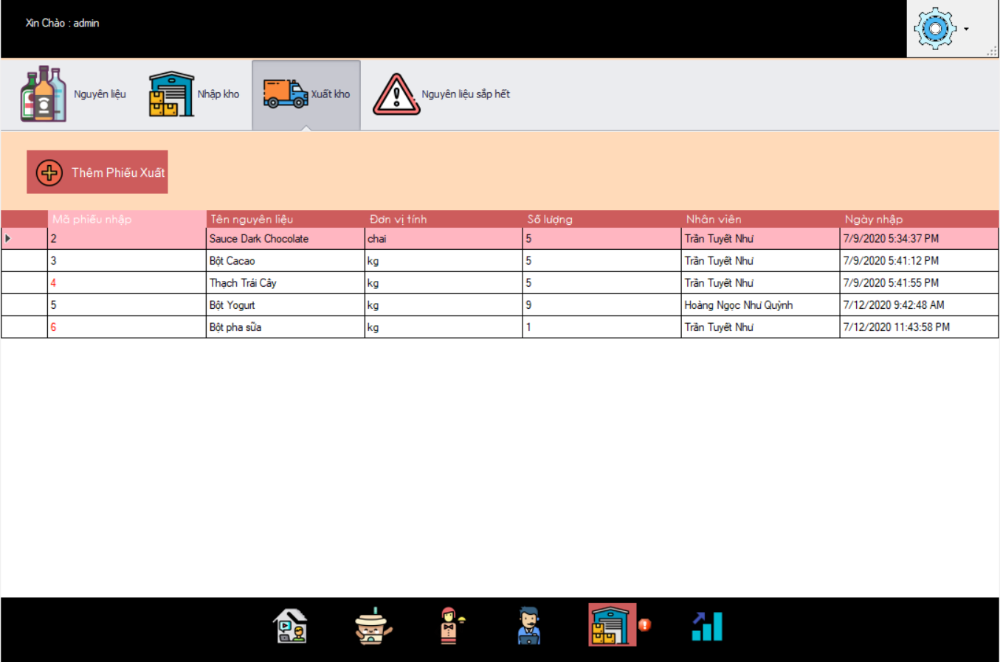 Xin Chào : admin
Nguyên liệu
Nhập kho
Xuất kho
Nguyên liệu sắp hết
Thêm Phiếu Xuất
Mã phiếu nhập Tên nguyên liệu Đơn vị tính Số lượng Nhân viên Ngày nhập
2 Sauce Dark Chocolate chai 5 Trần Tuyết Như 7/9/2020 5:34:37 PM
3 Bột Cacao kg 5 Trần Tuyết Như 7/9/2020 5:41:12 PM
4 Thạch Trái Cây kg 5 Trần Tuyết Như 7/9/2020 5:41:55 PM
5 Bột Yogurt kg 9 Hoàng Ngọc Như Quỳnh 7/12/2020 9:42:48 AM
6 Bột pha sữa kg 1 Trần Tuyết Như 7/12/2020 11:43:58 PM